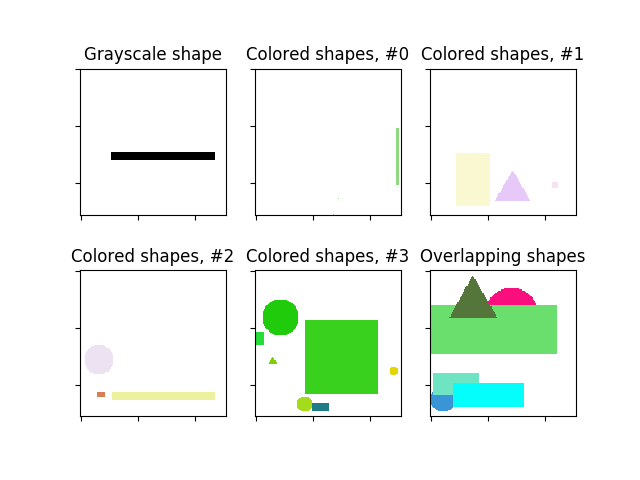 Grayscale shape
Colored shapes, #0
Colored shapes, #1
Colored shapes, #2
Colored shapes, #3
Overlapping shapes